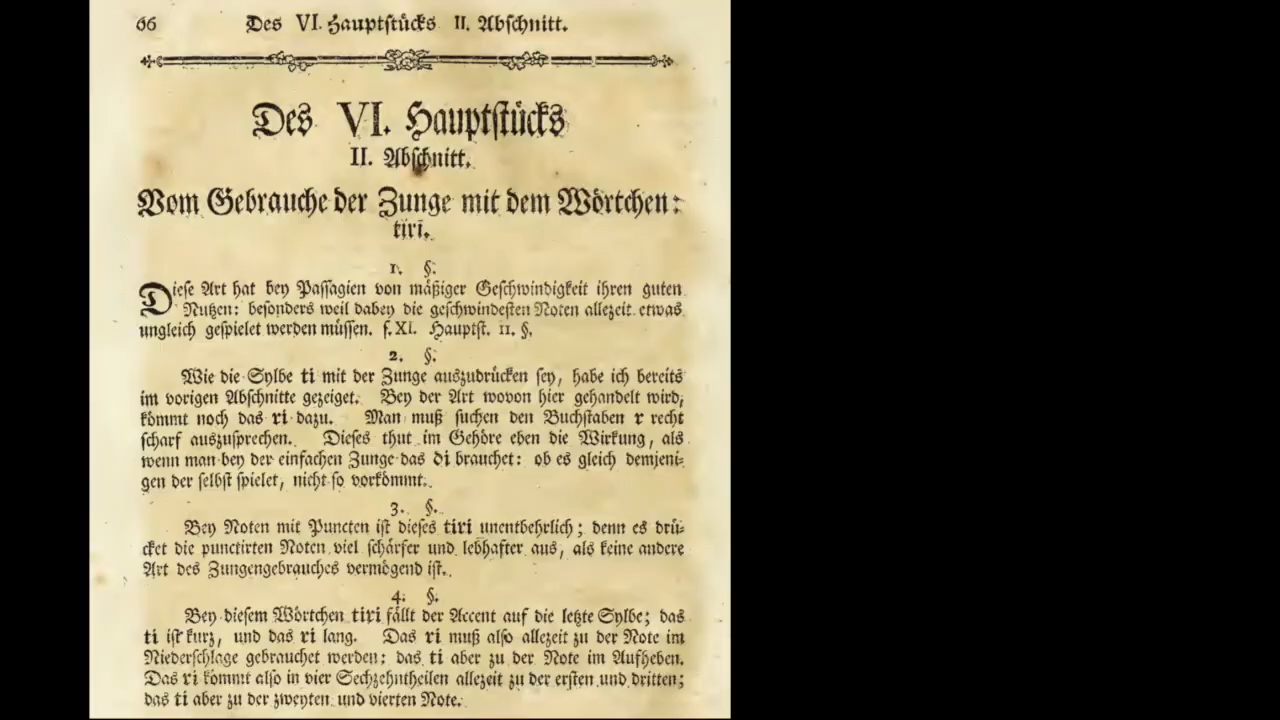 66 Des VI. Hauptstücks II. Abschnitt.
Des VI. Hauptstücks
II. Abschnitt.
Vom Gebrauche der Zunge mit dem Wörtchen:
tiri.
1. §.
Diese Art hat bey Passagien von mäßiger Geschwindigkeit ihren guten
Nutzen: besonders weil dabey die geschwindesten Noten allezeit etwas
ungleich gespielet werden müssen. s. XI. Hauptst. 11. §.
2. §.
Wie die Sylbe ti mit der Zunge auszudrücken sey, habe ich bereits
im vorigen Abschnitte gezeiget. Bey der Art wovon hier gehandelt wird,
kömmt noch das ri dazu. Man muß suchen den Buchstaben r recht
scharf auszusprechen. Dieses thut im Gehöre eben die Wirkung, als
wenn man bey der einfachen Zunge das di brauchet: ob es gleich demjeni-
gen der selbst spielet, nicht so vorkömmt.
3. §.
Bey Noten mit Puncten ist dieses tiri unentbehrlich; denn es drü-
cket die punctirten Noten viel schärfer und lebhafter aus, als keine andere
Art des Zungengebrauches vermögend ist.
4. §.
Bey diesem Wörtchen tiri fällt der Accent auf die letzte Sylbe; das
ti ist kurz, und das ri lang. Das ri muß also allezeit zu der Note im
Niederschlage gebrauchet werden; das ti aber zu der Note im Aufheben.
Das ri kömmt also in vier Sechzehntheilen allezeit zu der ersten und dritten;
das ti aber zu der zweyten und vierten Note.